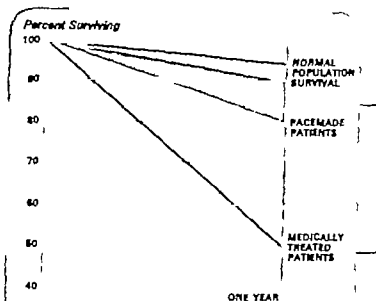 Percent Surviving
100
90
80
70
60
50
40
NORMAL
POPULATION
SURVIVAL
PACEMADE
PATIENTS
MEDICALLY
TREATED
PATIENTS
ONE YEAR